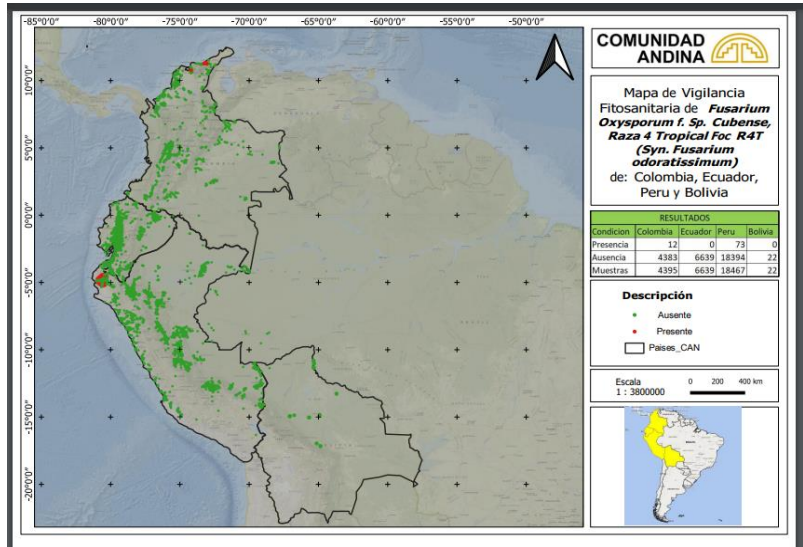 -85°0'0" -80°0'0" -75°0'0" -70°0'0" -65°0'0" -60°0'0" -55°0'0" -50°0'0"
10°0'0"
5°0'0"
0°0'0"
-5°0'0"
-10°0'0"
-15°0'0"
-20°0'0"
COMUNIDAD
ANDINA
Mapa de Vigilancia
Fitosanitaria de Fusarium
Oxysporum f. Sp. Cubense,
Raza 4 Tropical Foc R4T
(Syn. Fusarium
odoratissimum)
de: Colombia, Ecuador,
Peru y Bolivia
RESULTADOS
Condicion Colombia Ecuador Peru Bolivia
Presencia 12 0 73 0
Ausencia 4383 6639 18394 22
Muestras 4395 6639 18467 22
Descripción
Ausente
Presente
Paises_CAN
Escala
1 : 3800000
0 200 400 km